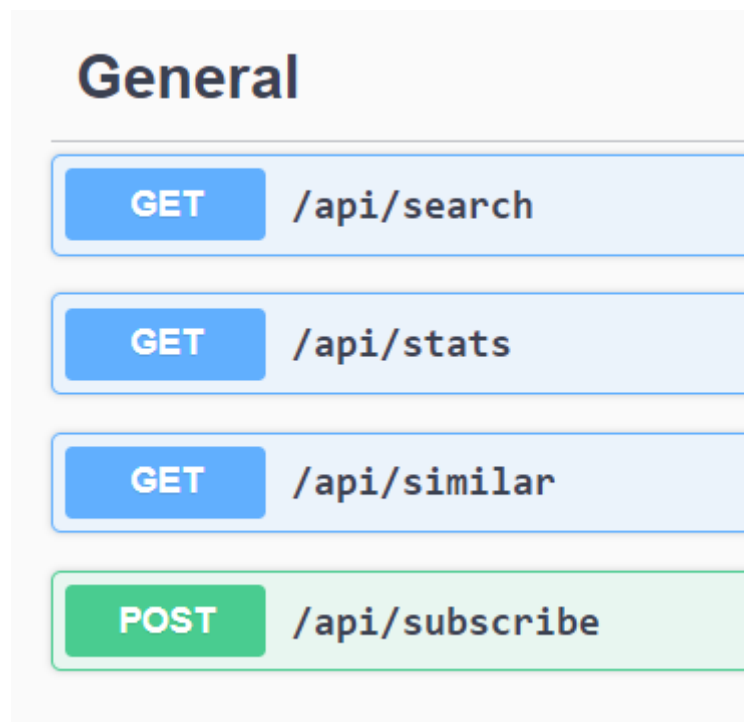 General
GET /api/search
GET /api/stats
GET /api/similar
POST /api/subscribe